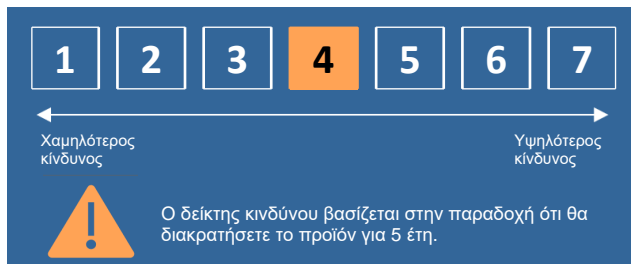 1 2 3 4 5 6 7
Χαμηλότερος
κίνδυνος
Υψηλότερος
κίνδυνος
Ο δείκτης κινδύνου βασίζεται στην παραδοχή ότι θα
διακρατήσετε το προϊόν για 5 έτη.